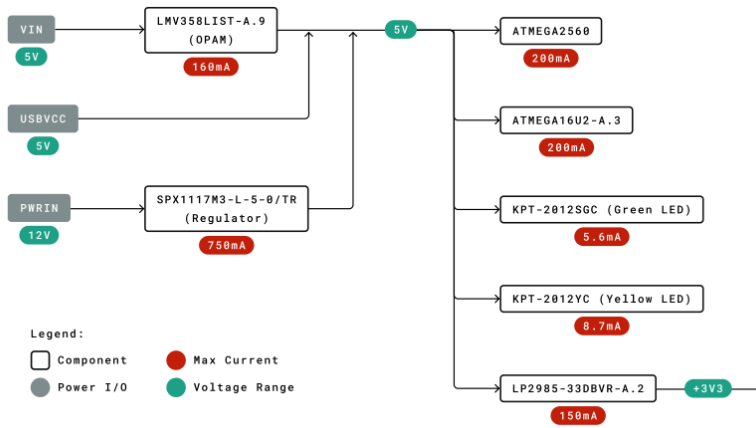 VIN
5V
LMV358LIST-A.9
(OPAM)
160mA
5V
ATMEGA2560
200mA
USBVCC
5V
ATMEGA16U2-A.3
200mA
PWRIN
12V
SPX1117M3-L-5-0/TR
(Regulator)
750mA
KPT-2012SGC (Green LED)
5.6mA
KPT-2012YC (Yellow LED)
8.7mA
LP2985-33DBVR-A.2
150mA
+3V3
Legend:
Component
Max Current
Power I/O
Voltage Range